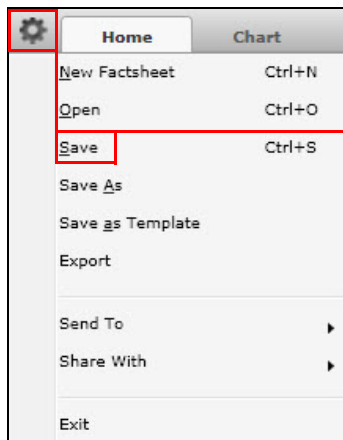 Home Chart
New Factsheet Ctrl+N
Open Ctrl+O
Save Ctrl+S
Save As
Save as Template
Export
Send To
Share With
Exit